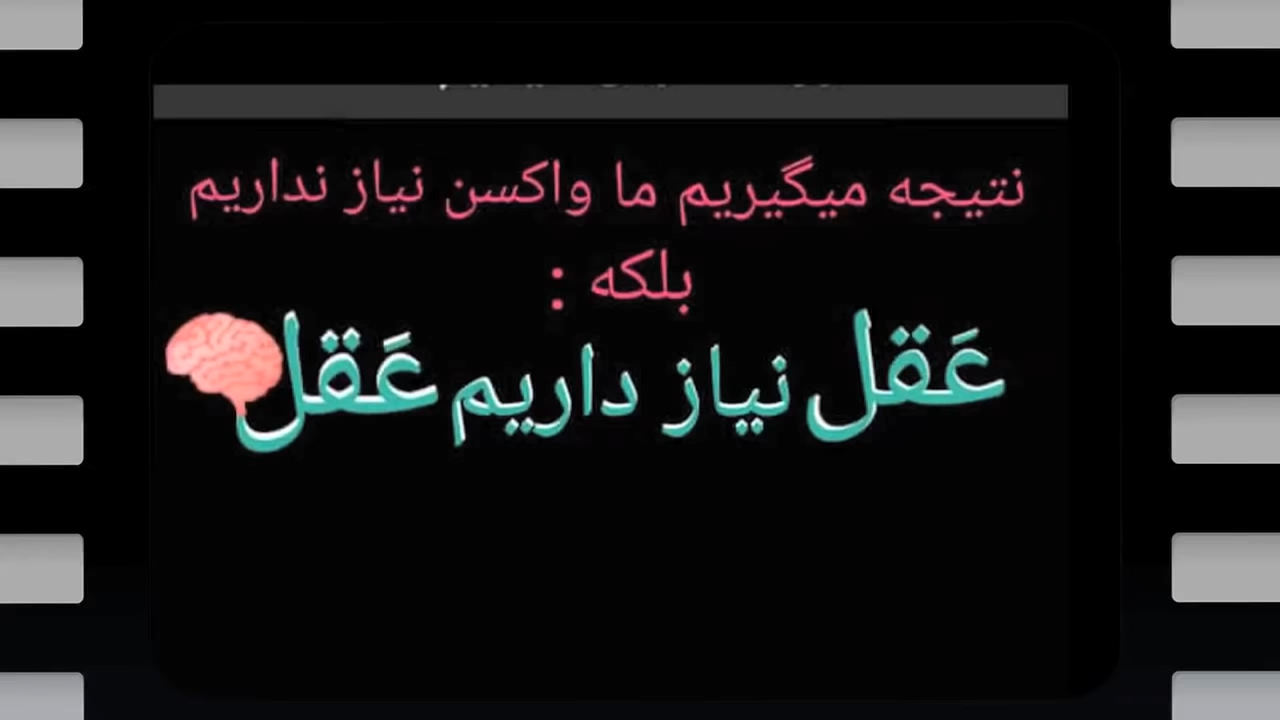 نتیجه میگیریم ما واکسن نیاز نداریم
بلکه :
عَقل نیاز داریم عَقل